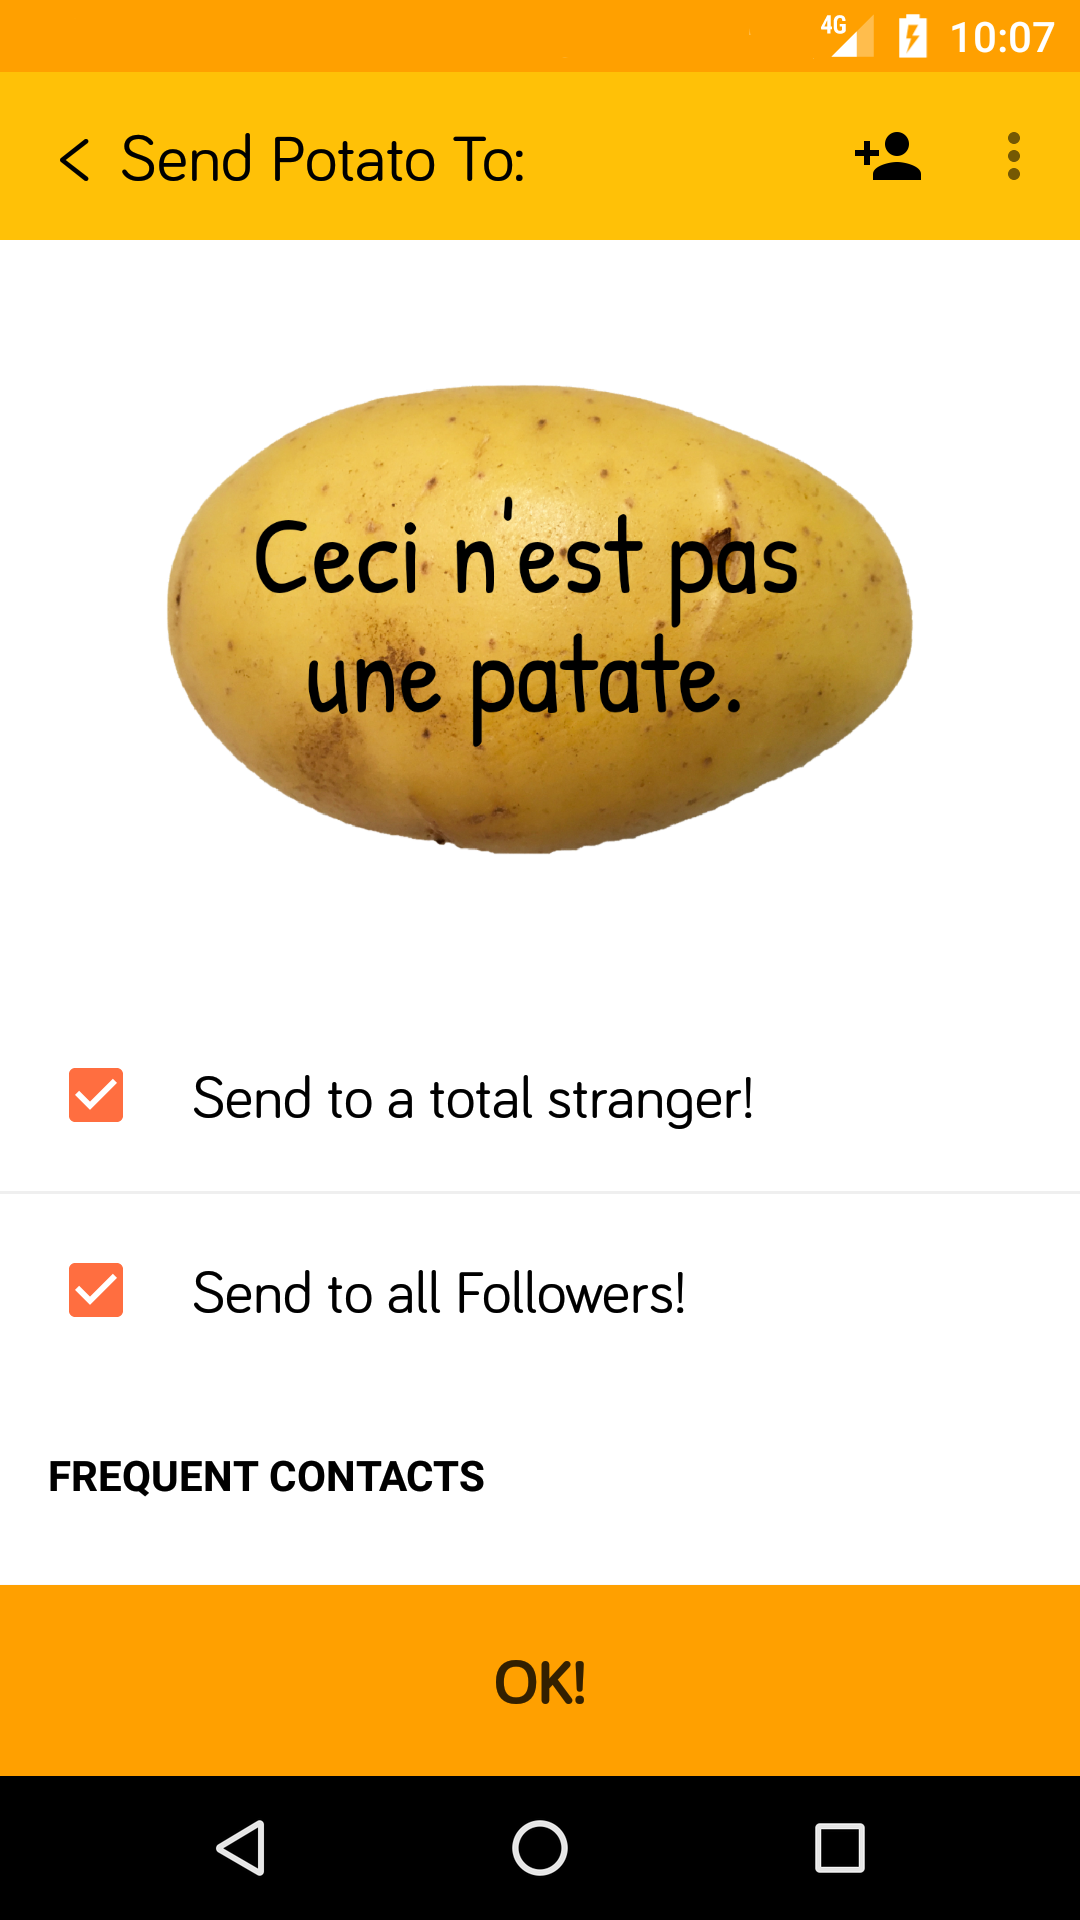 4G 10:07
Send Potato To:
Ceci n'est pas
une patate.
Send to a total stranger!
Send to all Followers!
FREQUENT CONTACTS
OK!